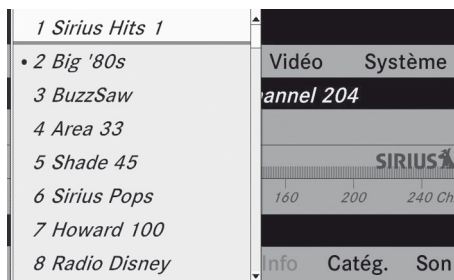 1 Sirius Hits 1
• 2 Big '80s
3 BuzzSaw
4 Area 33
5 Shade 45
6 Sirius Pops
7 Howard 100
8 Radio Disney
Vidéo Système
annel 204
SIRIUS
160 200 240 Ch
Info Catég. Son